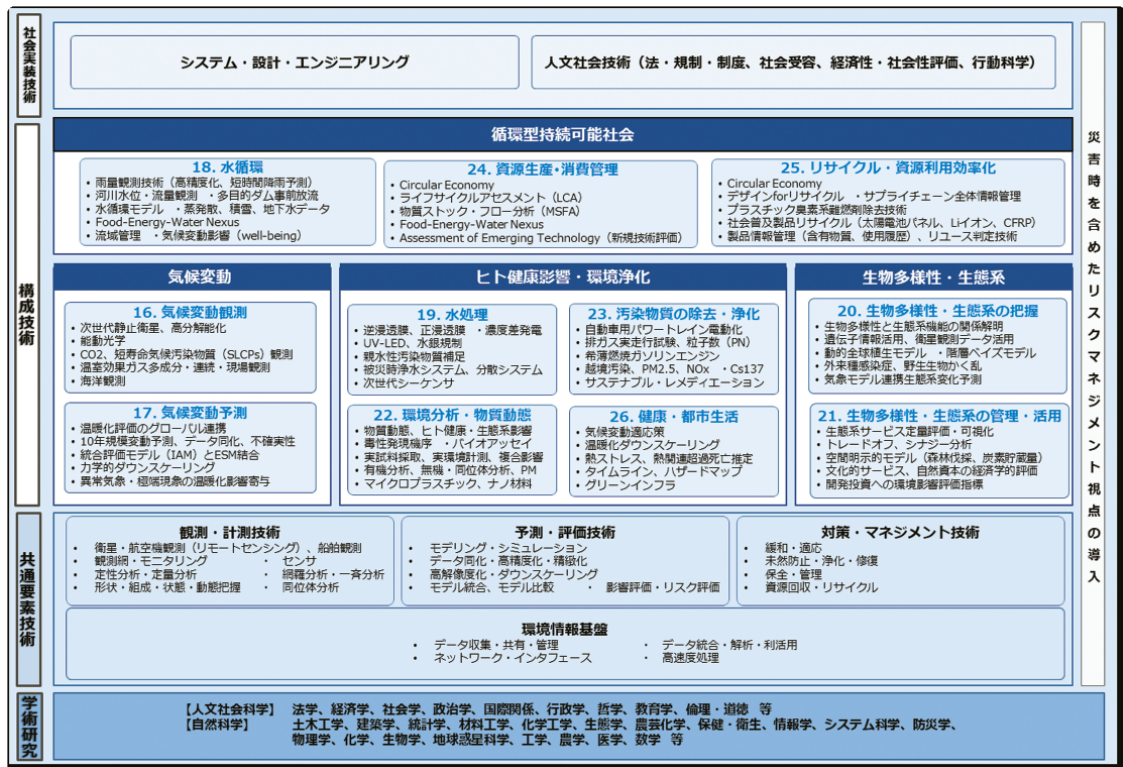 社会実装技術
システム・設計・エンジニアリング
人文社会技術（法・規制・制度、社会受容、経済性・社会性評価、行動科学）
災害時を含めたリスクマネジメント視点の導入
構成技術
循環型持続可能社会
18. 水循環
・雨量観測技術（高精度化、短時間降雨予測）
・河川水位・流量観測　・多目的ダム事前放流
・水循環モデル　・蒸発散、積雪、地下水データ
・Food-Energy-Water Nexus
・流域管理　・気候変動影響（well-being）
24. 資源生産・消費管理
・Circular Economy
・ライフサイクルアセスメント（LCA）
・物質ストック・フロー分析（MSFA）
・Food-Energy-Water Nexus
・Assessment of Emerging Technology（新規技術評価）
25. リサイクル・資源利用効率化
・Circular Economy
・デザインforリサイクル　・サプライチェーン全体情報管理
・プラスチック臭素系難燃剤除去技術
・社会普及製品リサイクル（太陽電池パネル、Liイオン、CFRP）
・製品情報管理（含有物質、使用履歴）、リユース判定技術
気候変動
16. 気候変動観測
・次世代静止衛星、高分解能化
・能動光学
・CO2、短寿命気候汚染物質（SLCPs）観測
・温室効果ガス多成分・連続・現場観測
・海洋観測
17. 気候変動予測
・温暖化評価のグローバル連携
・10年規模変動予測、データ同化、不確実性
・統合評価モデル（IAM）とESM結合
・力学的ダウンスケーリング
・異常気象・極端現象の温暖化影響寄与
ヒト健康影響・環境浄化
19. 水処理
・逆浸透膜、正浸透膜　・濃度差発電
・UV-LED、水銀規制
・親水性汚染物質補足
・被災時浄水システム、分散システム
・次世代シーケンサ
23. 汚染物質の除去・浄化
・自動車用パワートレイン電動化
・排ガス実走行試験、粒子数（PN）
・希薄燃焼ガソリンエンジン
・越境汚染、PM2.5、NOx　・Cs137
・サステナブル・レメディエーション
22. 環境分析・物質動態
・物質動態、ヒト健康・生態系影響
・毒性発現機序　・バイオアッセイ
・実試料採取、実環境計測、複合影響
・有機分析、無機・同位体分析、PM
・マイクロプラスチック、ナノ材料
26. 健康・都市生活
・気候変動適応策
・温暖化ダウンスケーリング
・熱ストレス、熱関連超過死亡推定
・タイムライン、ハザードマップ
・グリーンインフラ
生物多様性・生態系
20. 生物多様性・生態系の把握
・生物多様性と生態系機能の関係解明
・遺伝子情報活用、衛星観測データ活用
・動的全球植生モデル　・階層ベイズモデル
・外来種感染症、野生生物かく乱
・気象モデル連携生態系変化予測
21. 生物多様性・生態系の管理・活用
・生態系サービス定量評価・可視化
・トレードオフ、シナジー分析
・空間明示的モデル（森林伐採、炭素貯蔵量）
・文化的サービス、自然資本の経済学的評価
・開発投資への環境影響評価指標
共通要素技術
観測・計測技術
・衛星・航空機観測（リモートセンシング）、船舶観測
・観測網・モニタリング　・センサ
・定性分析・定量分析　・網羅分析・一斉分析
・形状・組成・状態・動態把握　・同位体分析
予測・評価技術
・モデリング・シミュレーション
・データ同化・高精度化・精緻化
・高解像度化・ダウンスケーリング
・モデル統合、モデル比較　・影響評価・リスク評価
対策・マネジメント技術
・緩和・適応
・未然防止・浄化・修復
・保全・管理
・資源回収・リサイクル
環境情報基盤
・データ収集・共有・管理　・データ統合・解析・利活用
・ネットワーク・インタフェース　・高速度処理
学術研究
【人文社会科学】　法学、経済学、社会学、政治学、国際関係、行政学、哲学、教育学、倫理・道徳　等
【自然科学】　土木工学、建築学、統計学、材料工学、化学工学、生態学、農芸化学、保健・衛生、情報学、システム科学、防災学、
物理学、化学、生物学、地球惑星科学、工学、農学、医学、数学　等